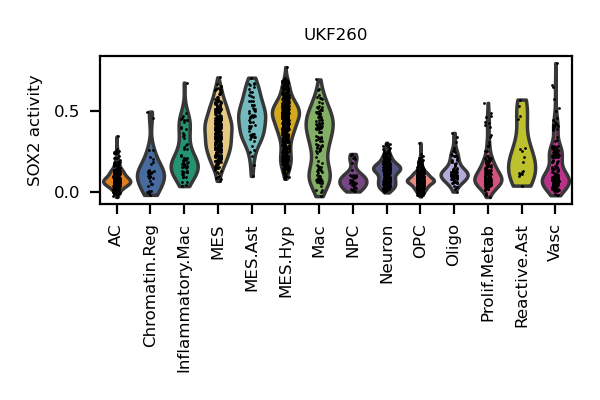 UKF260
SOX2 activity
0.5
0.0
AC
Chromatin.Reg
Inflammatory.Mac
MES
MES.Ast
MES.Hyp
Mac
NPC
Neuron
OPC
Oligo
Prolif.Metab
Reactive.Ast
Vasc